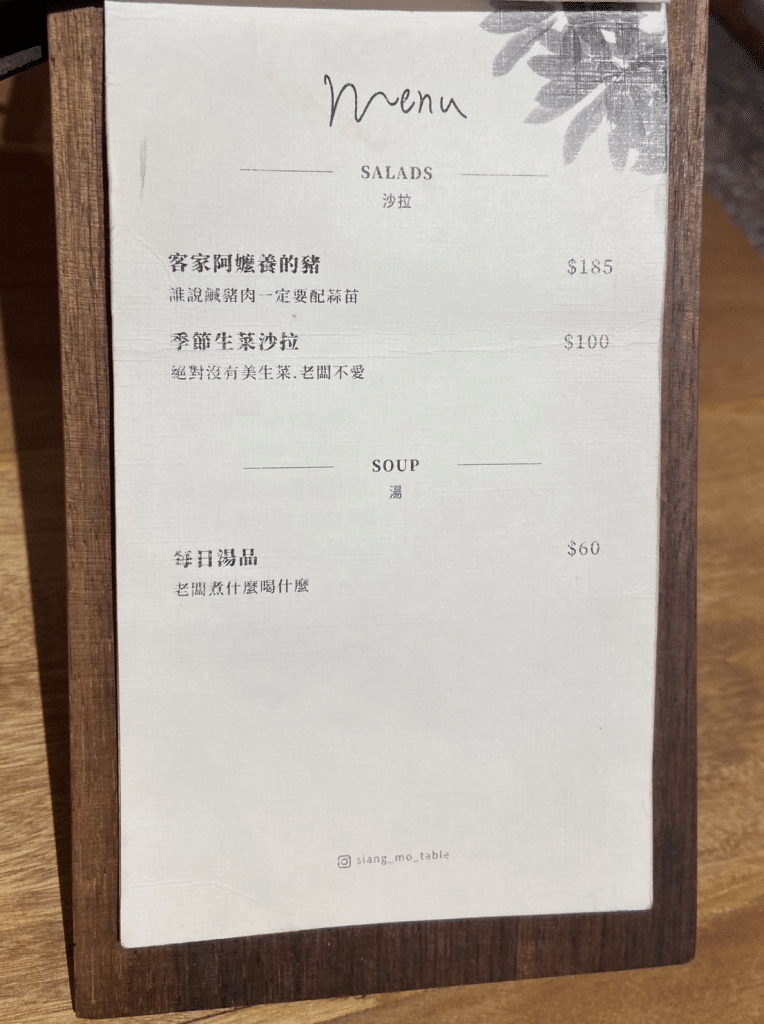 Menu
SALADS
沙拉
客家阿嬤養的豬 $185
誰說鹹豬肉一定要配蒜苗
季節生菜沙拉 $100
絕對沒有美生菜.老闆不愛
SOUP
湯
每日湯品 $60
老闆煮什麼喝什麼
siang_mo_table